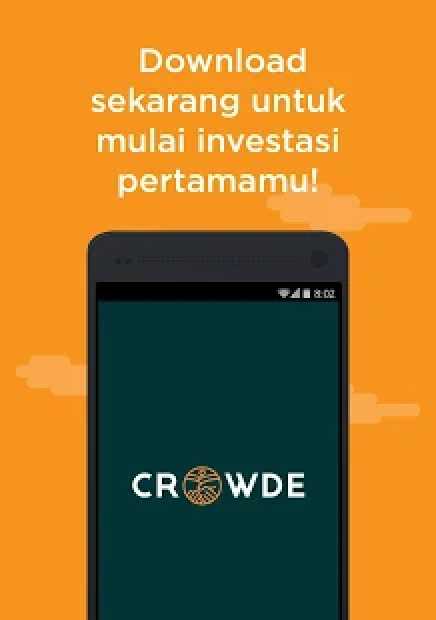 Download
sekarang untuk
mulai investasi
pertamamu!
8:02
CROWDE